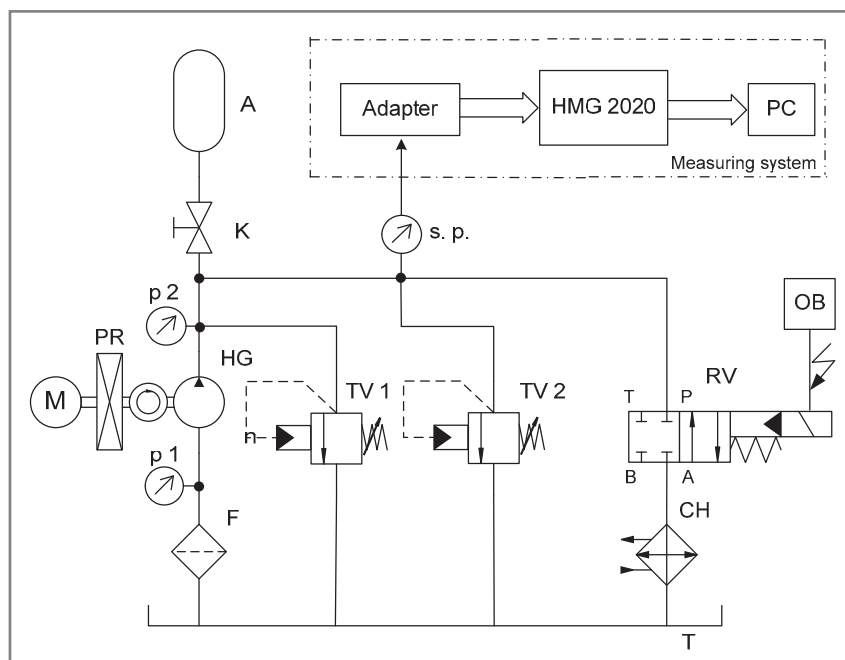 A
Adapter
HMG 2020
PC
Measuring system
K
s. p.
p 2
OB
PR
HG
M
TV 1
TV 2
RV
T
P
n
B
A
p 1
F
CH
T